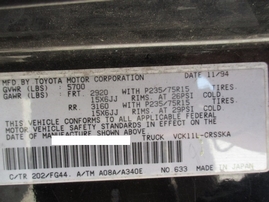 MFD BY TOYOTA MOTOR CORPORATION DATE 11/94
GVWR (LBS) : 5700
GAWR (LBS) : FRT. 2920 WITH P235/75R15 TIRES
15X6JJ RIMS. AT 26PSI COLD
RR 3160 WITH P235/75R15 TIRES
15X6JJ RIMS. AT 29PSI COLD
THIS VEHICLE CONFORMS TO ALL APPLICABLE FEDERAL
MOTOR VEHICLE SAFETY STANDARDS IN EFFECT ON THE
DATE OF MANUFACTURE SHOWN ABOVE.
TRUCK VCK11L-CRSSKA
C/TR 202/FG44. A/TM A08A/A340E NO 633 MADE IN JAPAN